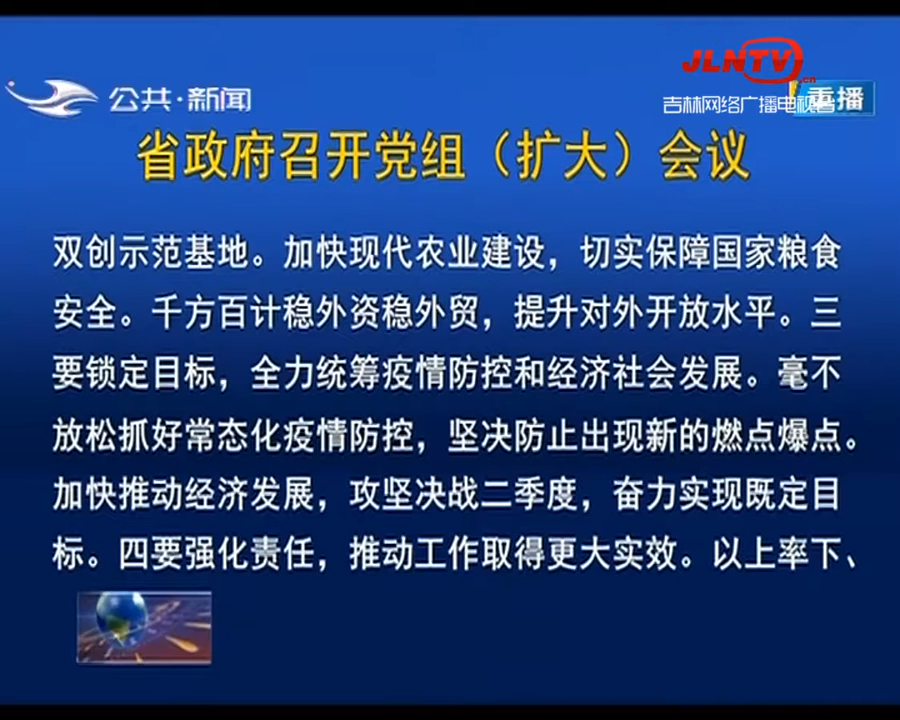 JLNTV.cn
公共·新闻
重播
吉林网络广播电视台
省政府召开党组（扩大）会议
双创示范基地。加快现代农业建设，切实保障国家粮食
安全。千方百计稳外资稳外贸，提升对外开放水平。三
要锁定目标，全力统筹疫情防控和经济社会发展。毫不
放松抓好常态化疫情防控，坚决防止出现新的燃点爆点。
加快推动经济发展，攻坚决战二季度，奋力实现既定目
标。四要强化责任，推动工作取得更大实效。以上率下、